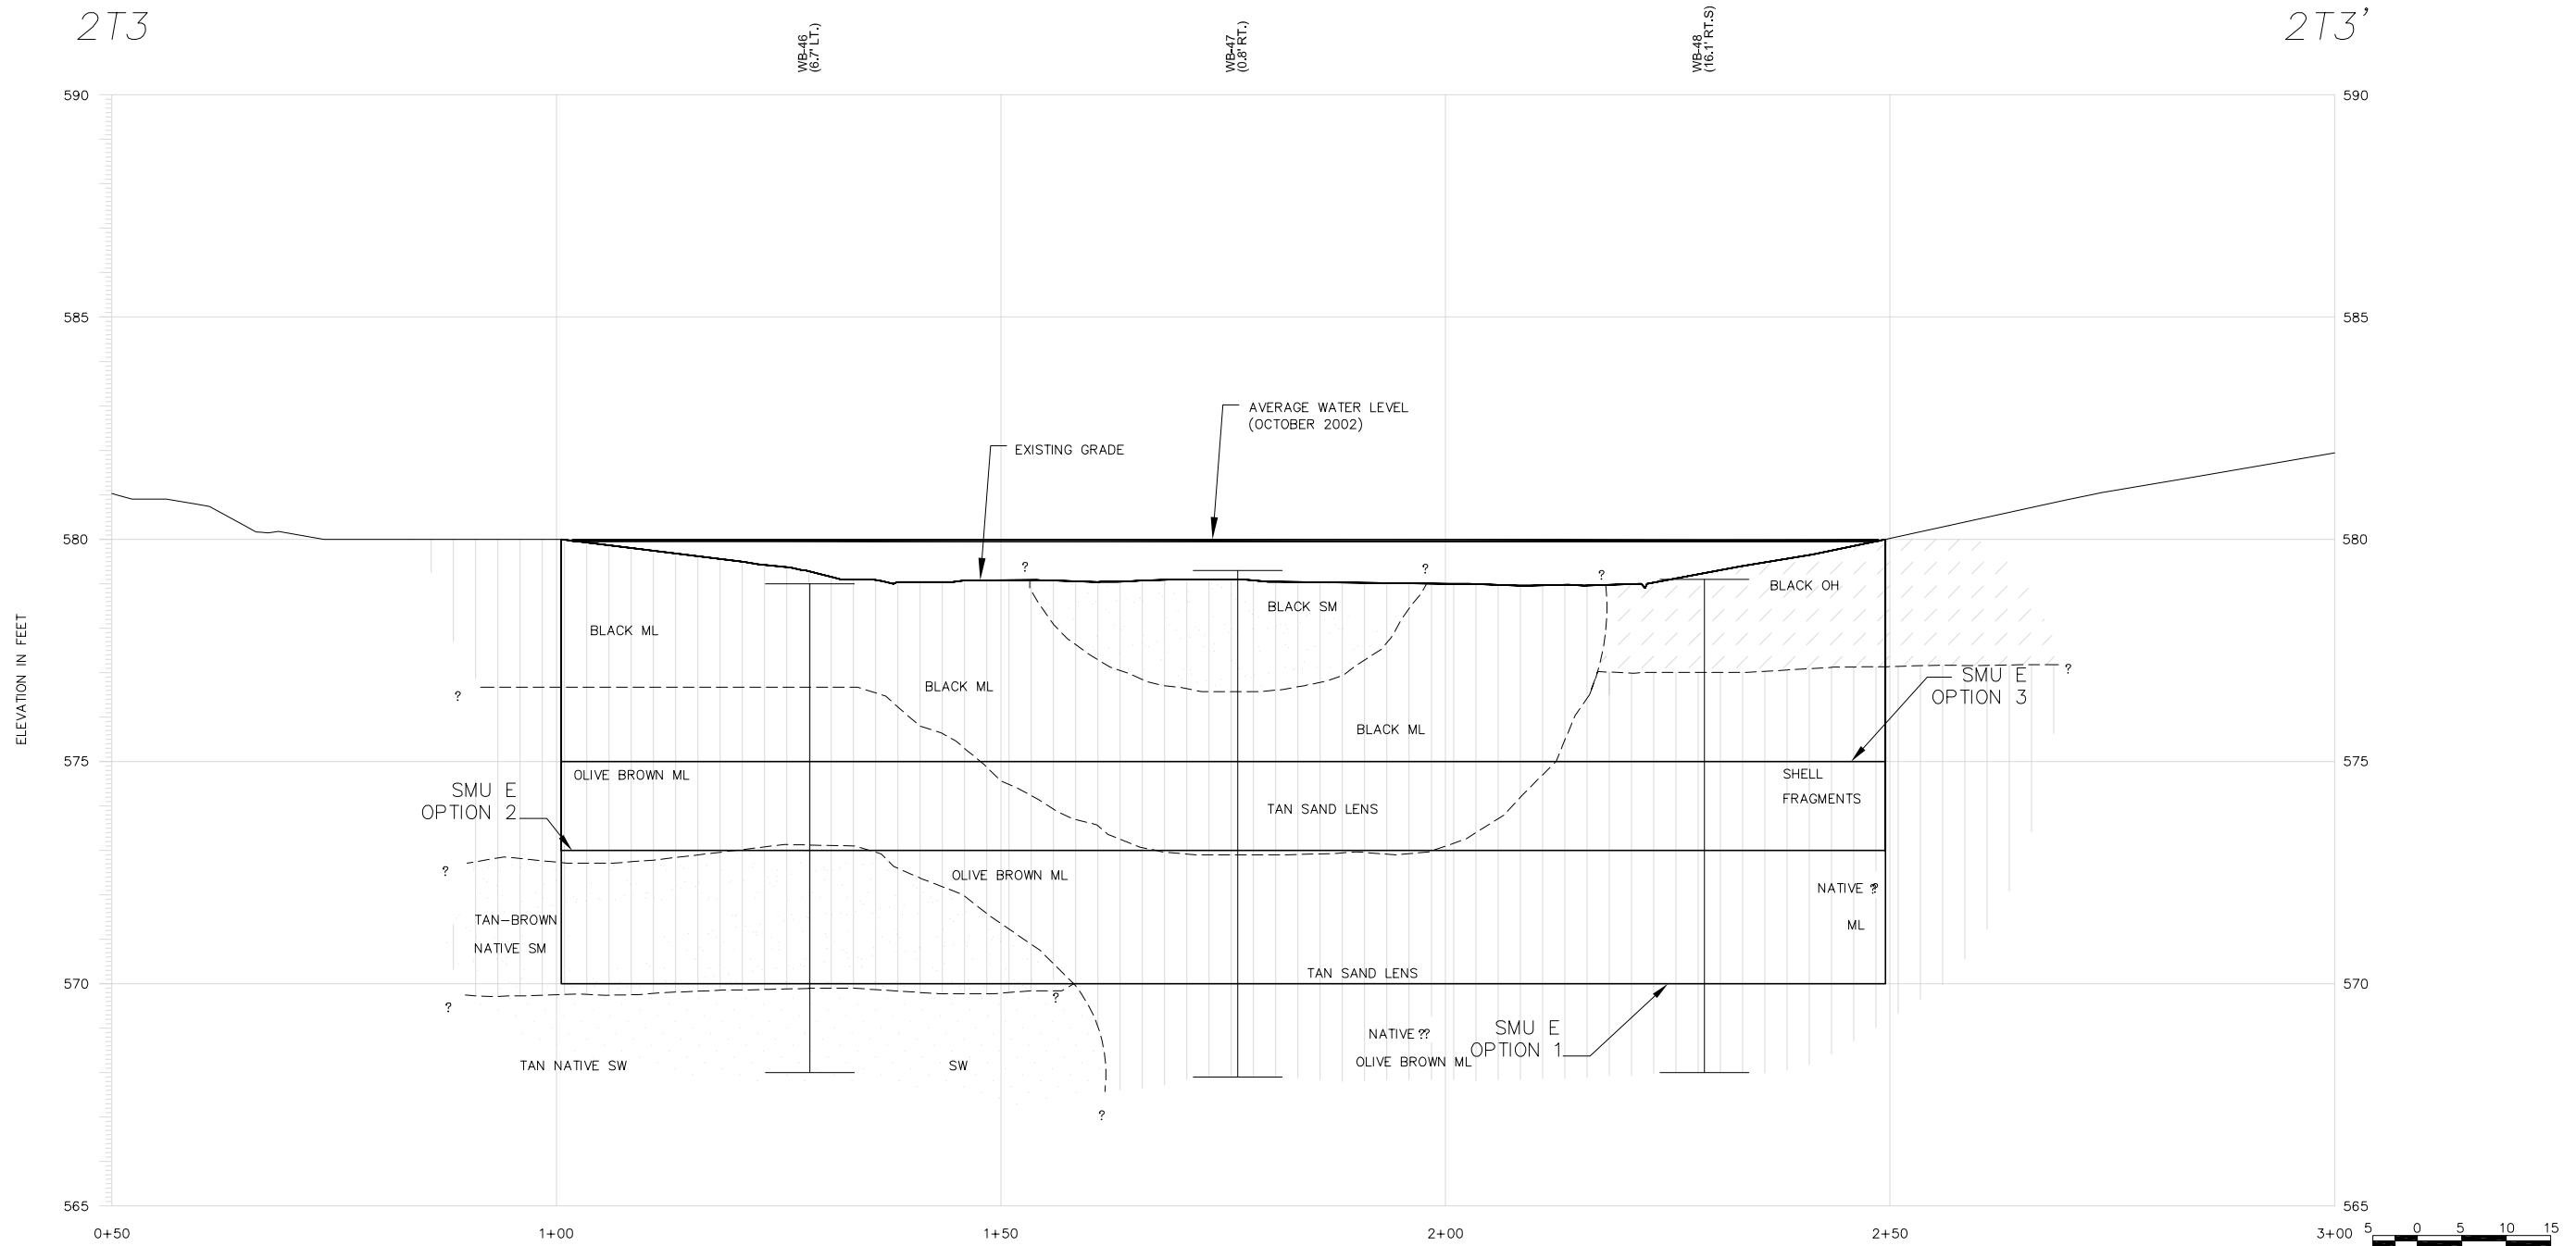 2T3
2T3'
WB-46
(6.7' LT.)
WB-47
(0.8' RT.)
WB-48
(16.1' RT.S)
590
590
585
585
AVERAGE WATER LEVEL
(OCTOBER 2002)
EXISTING GRADE
580
580
?
?
?
BLACK OH
BLACK SM
BLACK ML
ELEVATION IN FEET
?
SMU E
OPTION 3
BLACK ML
?
BLACK ML
575
575
OLIVE BROWN ML
SHELL
FRAGMENTS
SMU E
OPTION 2
TAN SAND LENS
?
OLIVE BROWN ML
NATIVE ?
ML
TAN-BROWN
NATIVE SM
TAN SAND LENS
570
570
?
?
NATIVE ??
OLIVE BROWN ML
SMU E
OPTION 1
TAN NATIVE SW
SW
?
565
565
0+50
1+00
1+50
2+00
2+50
3+00
5 0 5 10 15